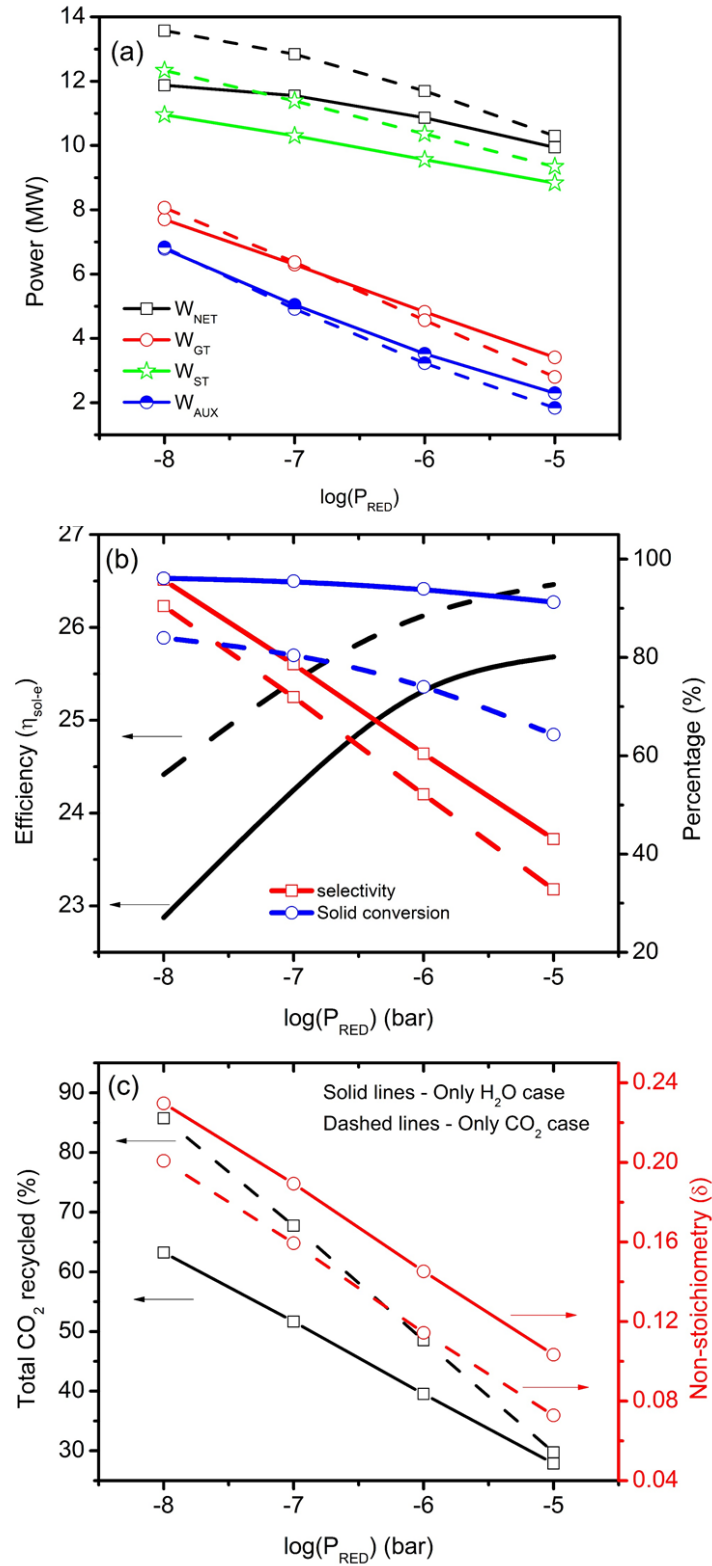 (a)
14
12
10
8
6
4
2
Power (MW)
W_NET
W_GT
W_ST
W_AUX
-8 -7 -6 -5
log(P_RED)
(b)
27
26
25
24
23
Efficiency (η_sol-e)
100
80
60
40
20
Percentage (%)
selectivity
Solid conversion
-8 -7 -6 -5
log(P_RED) (bar)
(c)
Solid lines - Only H₂O case
Dashed lines - Only CO₂ case
90
80
70
60
50
40
30
Total CO₂ recycled (%)
0.24
0.20
0.16
0.12
0.08
0.04
Non-stoichiometry (δ)
-8 -7 -6 -5
log(P_RED) (bar)